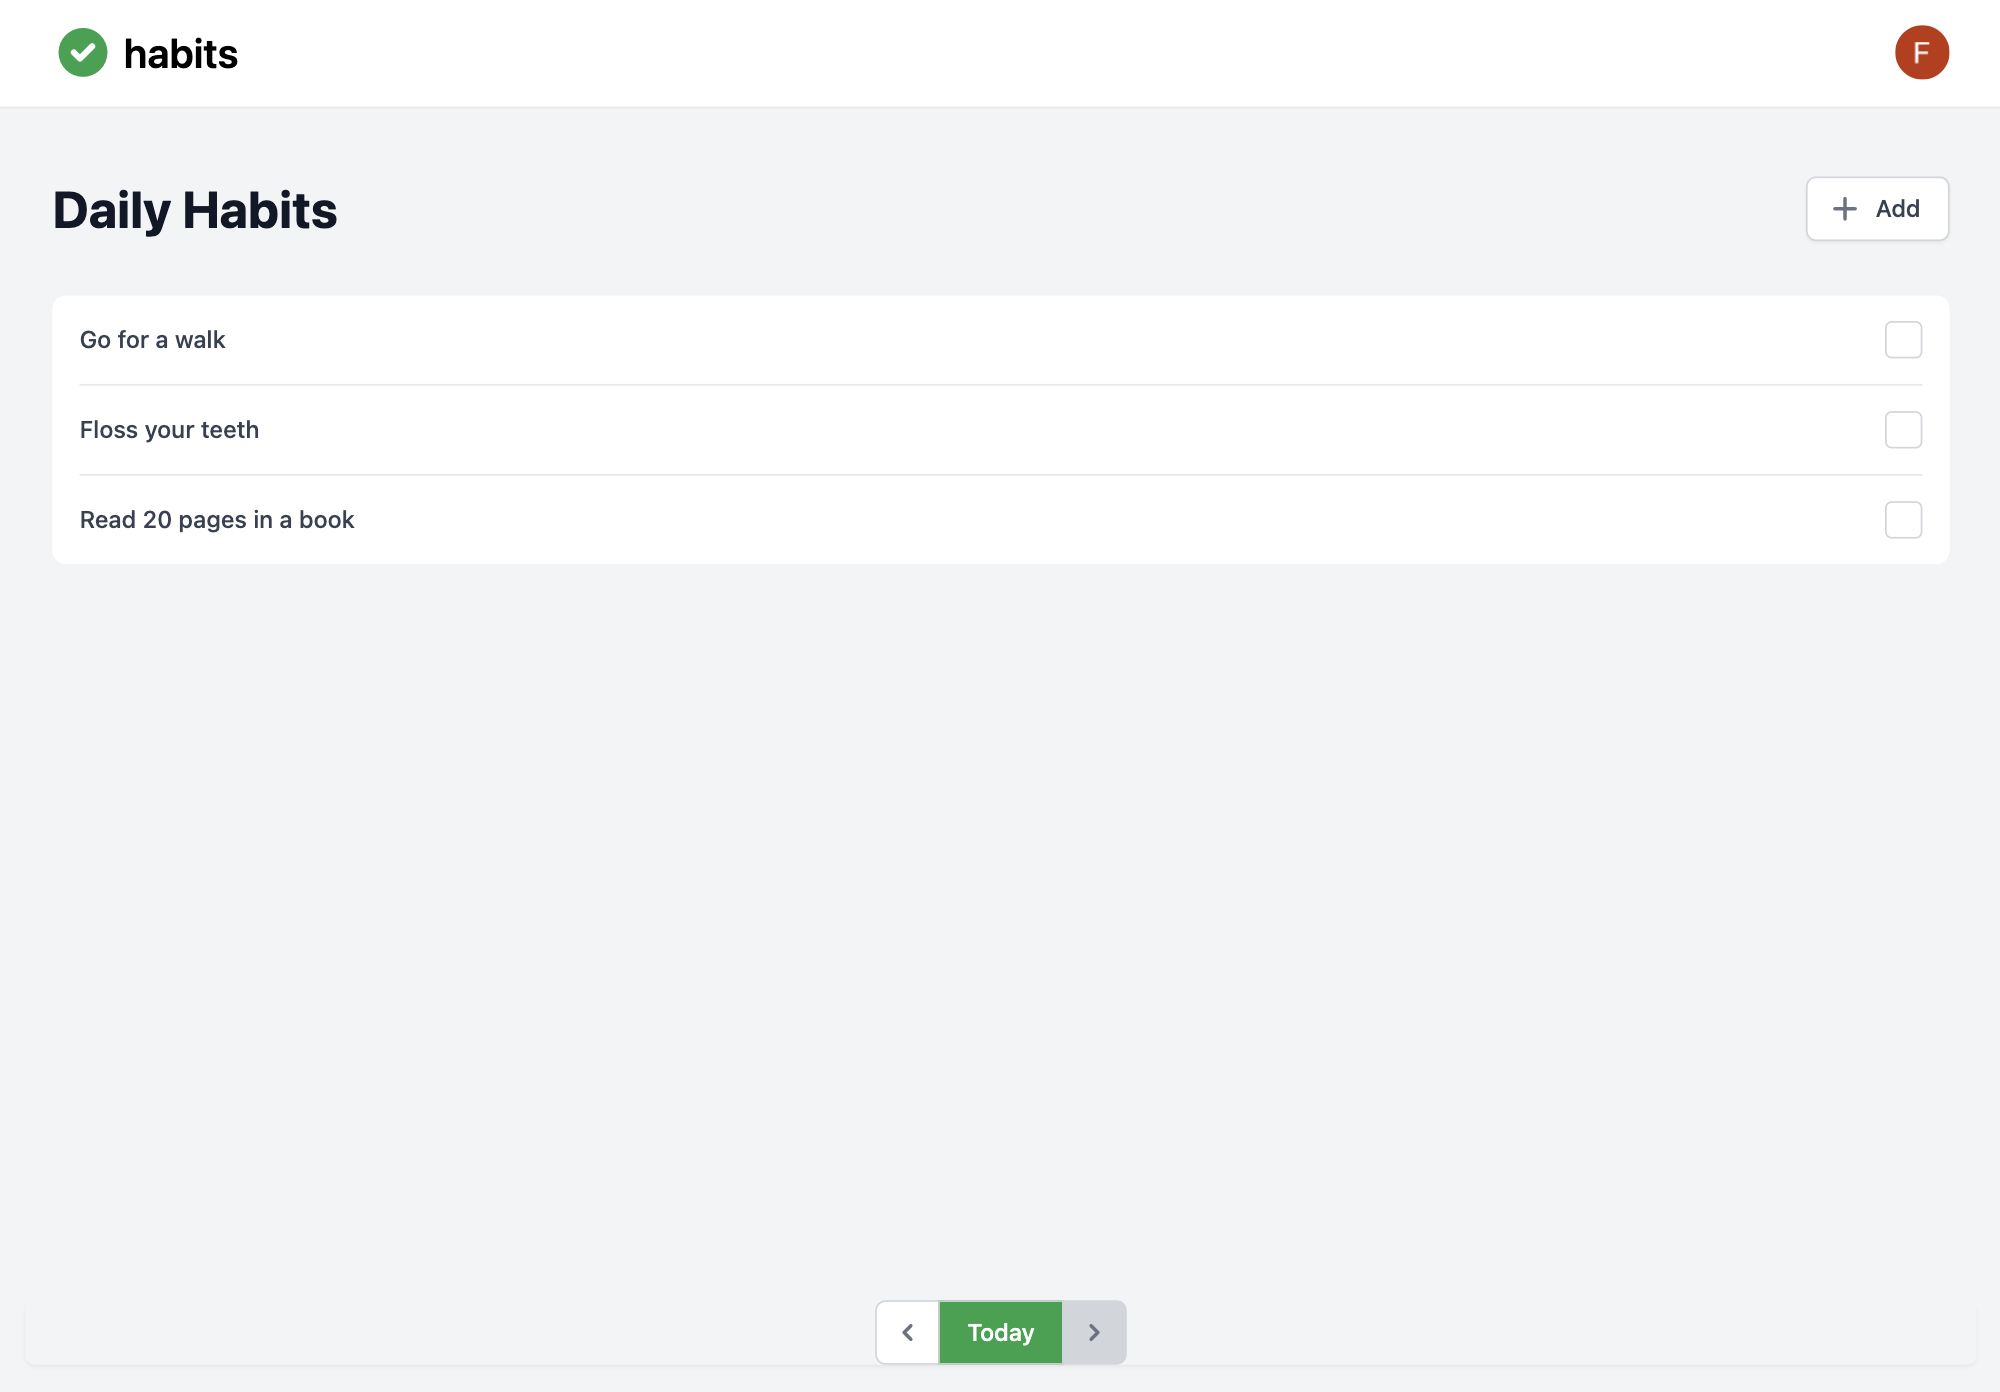 habits
F
Daily Habits
Add
Go for a walk
Floss your teeth
Read 20 pages in a book
Today